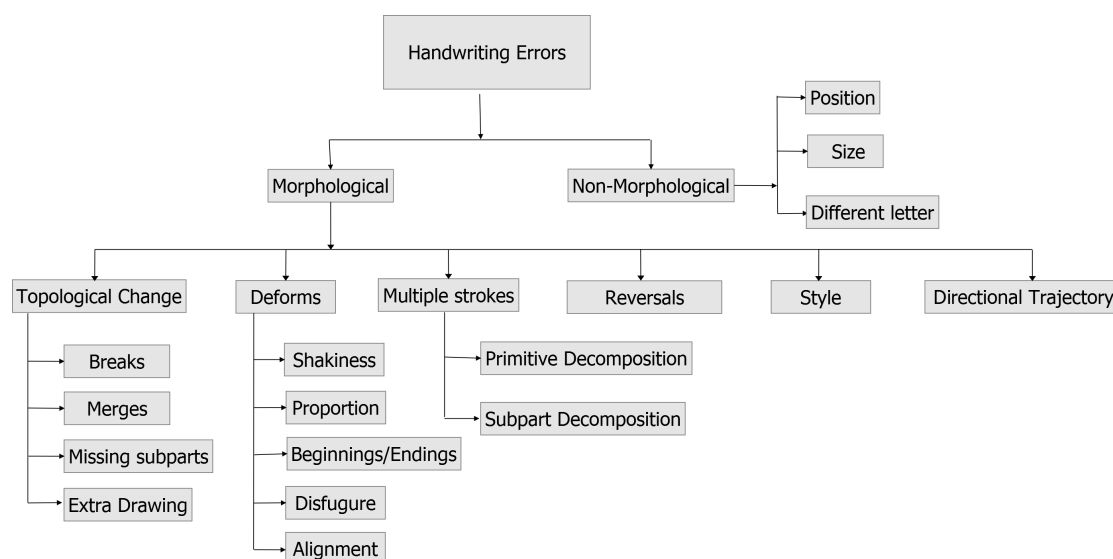 Handwriting Errors
Position
Size
Different letter
Morphological
Non-Morphological
Topological Change
Deforms
Multiple strokes
Reversals
Style
Directional Trajectory
Breaks
Merges
Missing subparts
Extra Drawing
Shakiness
Proportion
Beginnings/Endings
Disfugure
Alignment
Primitive Decomposition
Subpart Decomposition